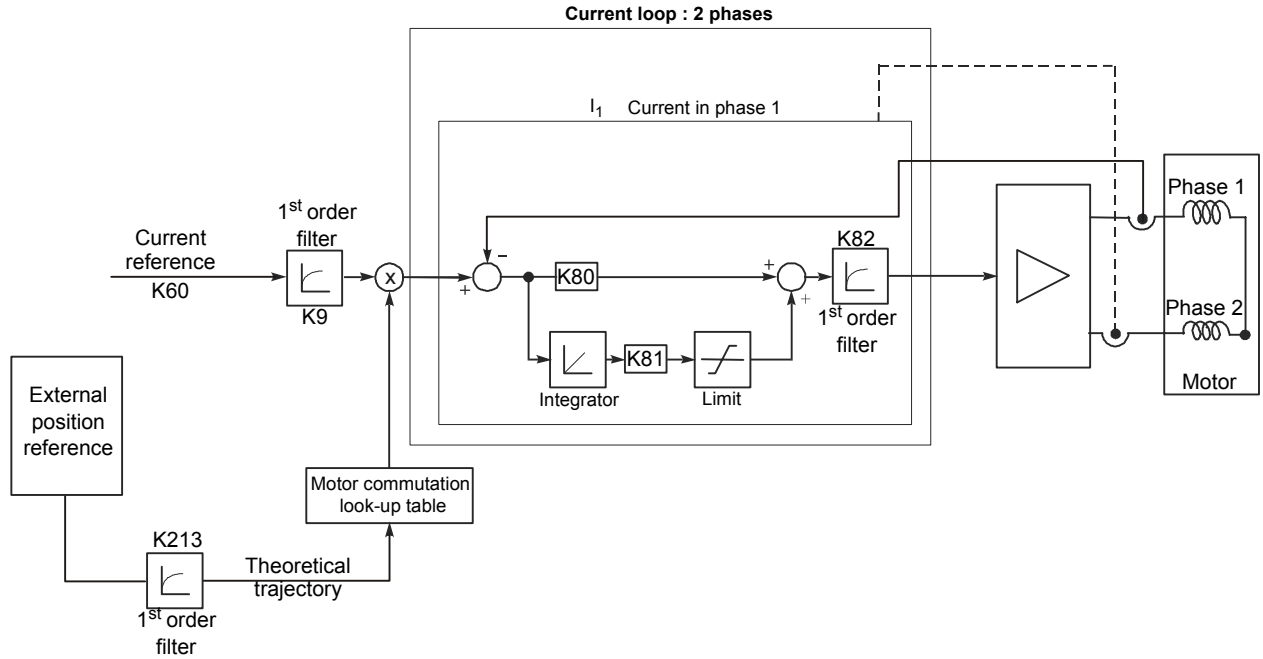 Current loop : 2 phases
I₁ Current in phase 1
1st order
filter
Current
reference
K60
K9
x
−
+
K80
+
+
K82
1st order
filter
Integrator
K81
Limit
Phase 1
Phase 2
Motor
External
position
reference
Motor commutation
look-up table
K213
1st order
filter
Theoretical
trajectory